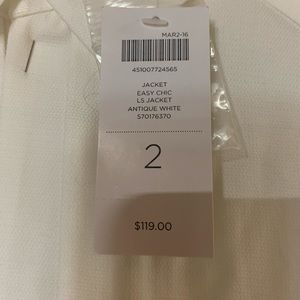 MAR2-16
451007724565
JACKET
EASY CHIC
LS JACKET
ANTIQUE WHITE
570176370
2
$119.00